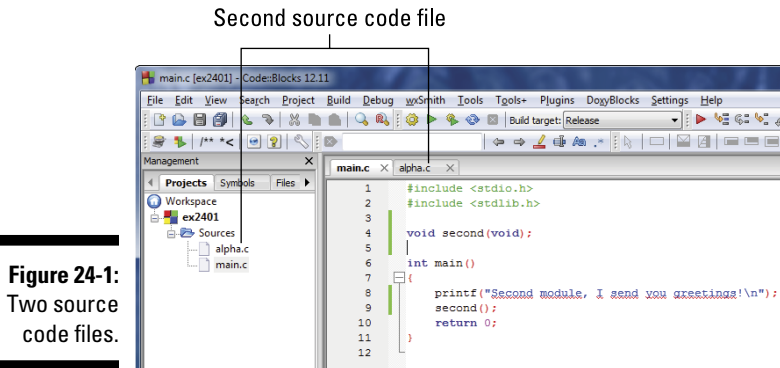 Second source code file
main.c [ex2401] - Code::Blocks 12.11
File Edit View Search Project Build Debug wxSmith Tools Tools+ Plugins DoxyBlocks Settings Help
Build target: Release
/** *<
Management
main.c alpha.c
Projects Symbols Files
Workspace
ex2401
Sources
alpha.c
main.c
1 #include <stdio.h>
2 #include <stdlib.h>
3
4 void second(void);
5
6 int main()
7 {
8 printf("Second module, I send you greetings!\n");
9 second();
10 return 0;
11 }
12
Figure 24-1:
Two source
code files.